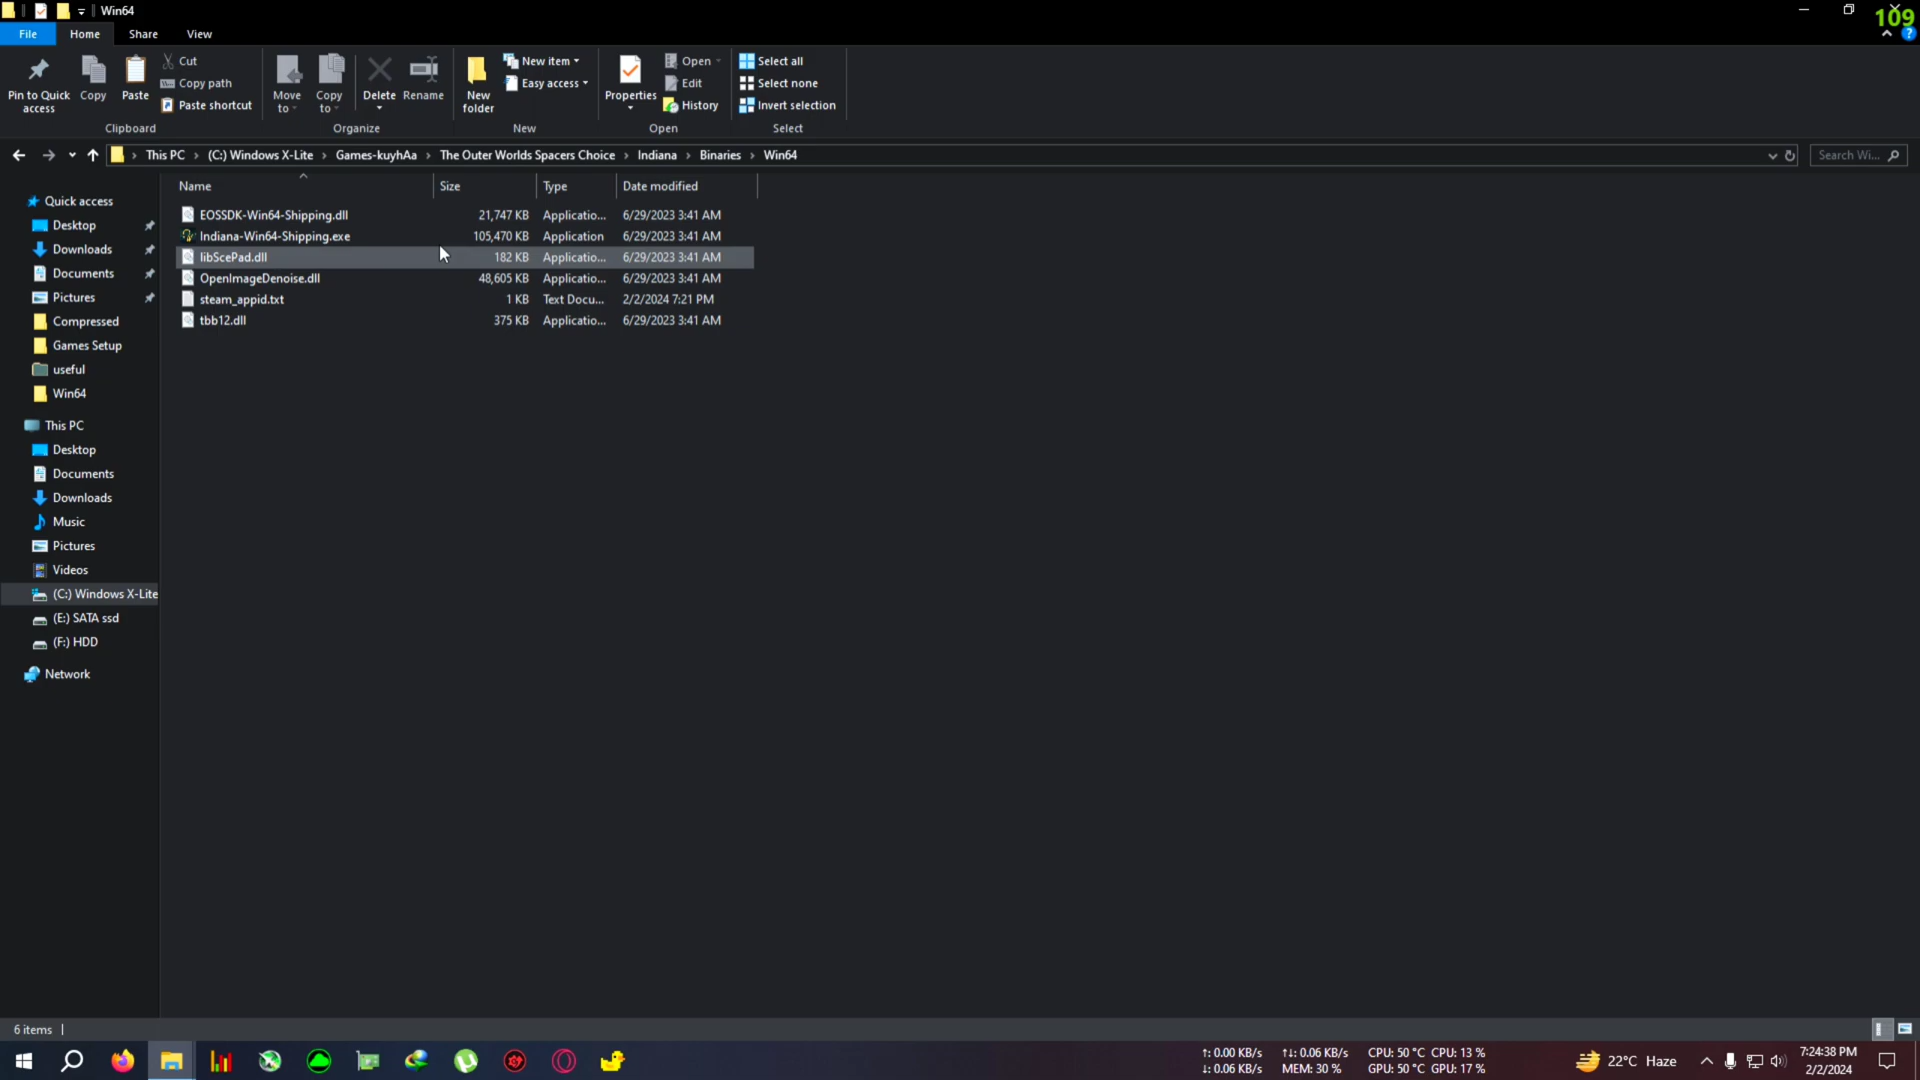 Win64
109
File Home Share View
Pin to Quick access
Copy
Paste
Cut
Copy path
Paste shortcut
Clipboard
Move to
Copy to
Delete
Rename
Organize
New folder
New item
Easy access
New
Properties
Open
Edit
History
Open
Select all
Select none
Invert selection
Select
This PC > (C:) Windows X-Lite > Games-kuyhAa > The Outer Worlds Spacers Choice > Indiana > Binaries > Win64
Search Wi...
Name Size Type Date modified
EOSSDK-Win64-Shipping.dll 21,747 KB Applicatio... 6/29/2023 3:41 AM
Indiana-Win64-Shipping.exe 105,470 KB Application 6/29/2023 3:41 AM
libScePad.dll 182 KB Applicatio... 6/29/2023 3:41 AM
OpenImageDenoise.dll 48,605 KB Applicatio... 6/29/2023 3:41 AM
steam_appid.txt 1 KB Text Docu... 2/2/2024 7:21 PM
tbb12.dll 375 KB Applicatio... 6/29/2023 3:41 AM
Quick access
Desktop
Downloads
Documents
Pictures
Compressed
Games Setup
useful
Win64
This PC
Desktop
Documents
Downloads
Music
Pictures
Videos
(C:) Windows X-Lite
(E:) SATA ssd
(F:) HDD
Network
6 items
↑: 0.00 KB/s ↑↓: 0.06 KB/s CPU: 50 °C CPU: 13 %
↓: 0.06 KB/s MEM: 30 % GPU: 50 °C GPU: 17 %
22°C Haze
7:24:38 PM
2/2/2024